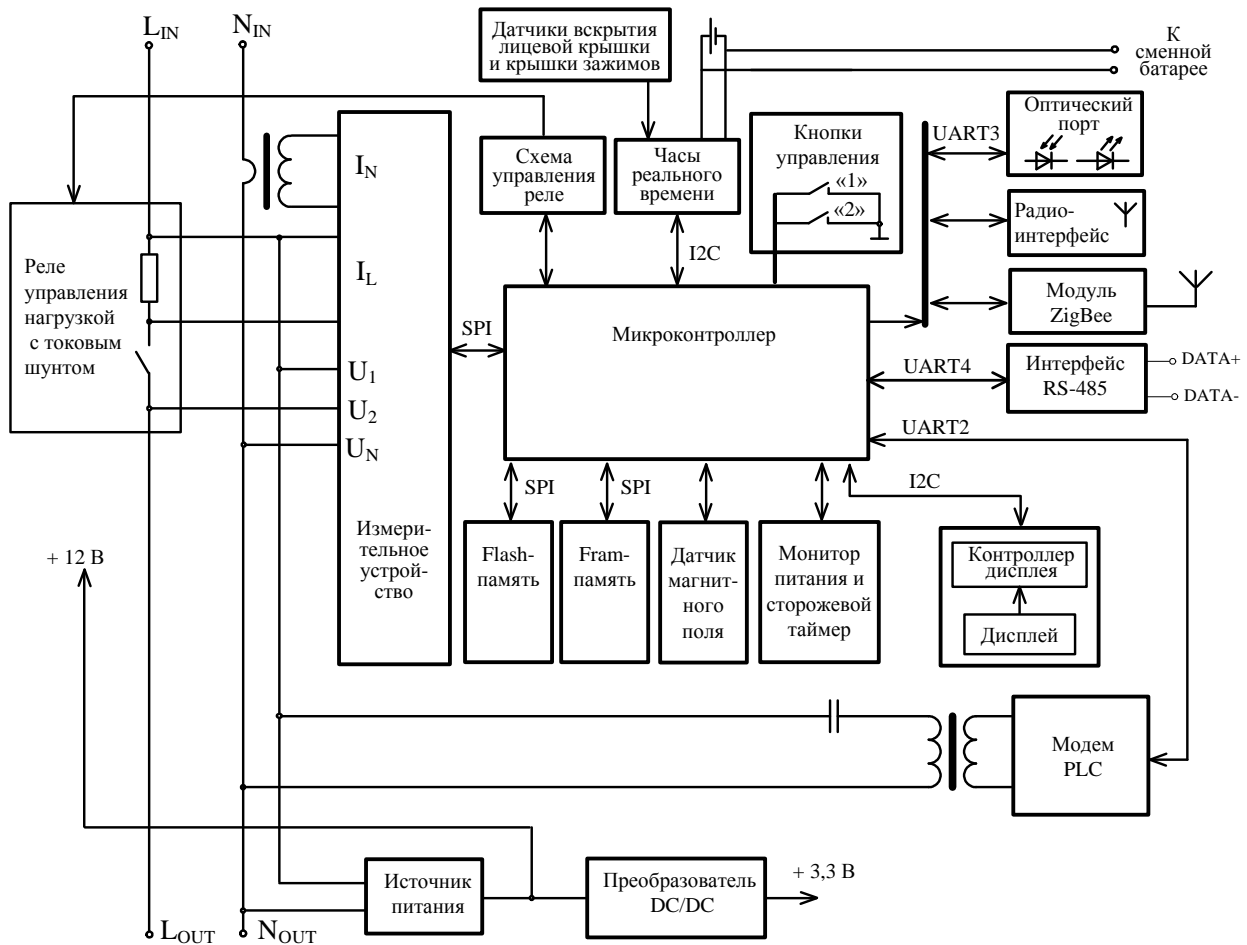 L_IN
N_IN
Датчики вскрытия
лицевой крышки
и крышки зажимов
К
сменной
батарее
Схема
управления
реле
Часы
реального
времени
Кнопки
управления
«1»
«2»
UART3
Оптический
порт
Радио-
интерфейс
Модуль
ZigBee
I2C
I_N
I_L
U_1
U_2
U_N
Измери-
тельное
устрой-
ство
Реле
управления
нагрузкой
с токовым
шунтом
SPI
Микроконтроллер
UART4
Интерфейс
RS-485
DATA+
DATA-
UART2
I2C
SPI
SPI
Flash-
память
Fram-
память
Датчик
магнит-
ного
поля
Монитор
питания и
сторожевой
таймер
Контроллер
дисплея
Дисплей
+ 12 В
Модем
PLC
Источник
питания
Преобразователь
DC/DC
+ 3,3 В
L_OUT
N_OUT